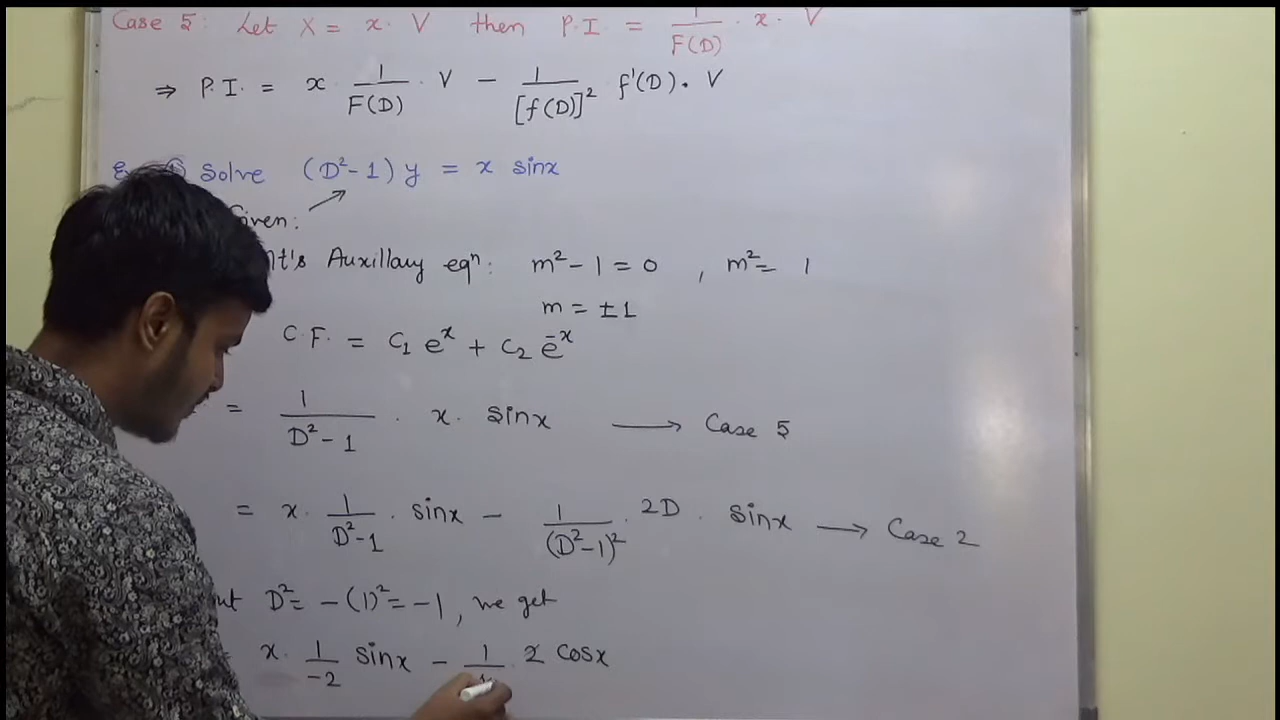 Case 5: Let X = x. V then P.I. = 1/F(D) . x. V
⇒ P.I. = x. 1/F(D) . V − 1/[f(D)]² f'(D). V
Solve (D²-1) y = x sinx
Given:
It's Auxillary eqⁿ: m²-1 = 0 , m² = 1
m = ±1
C.F. = C₁ eˣ + C₂ e⁻ˣ
= 1/(D²-1) . x. sinx → Case 5
= x. 1/(D²-1) . sinx − 1/(D²-1)² . 2D . sinx → Case 2
D² = -(1)² = -1, we get
x. 1/-2 sinx − 1/ . 2 cosx